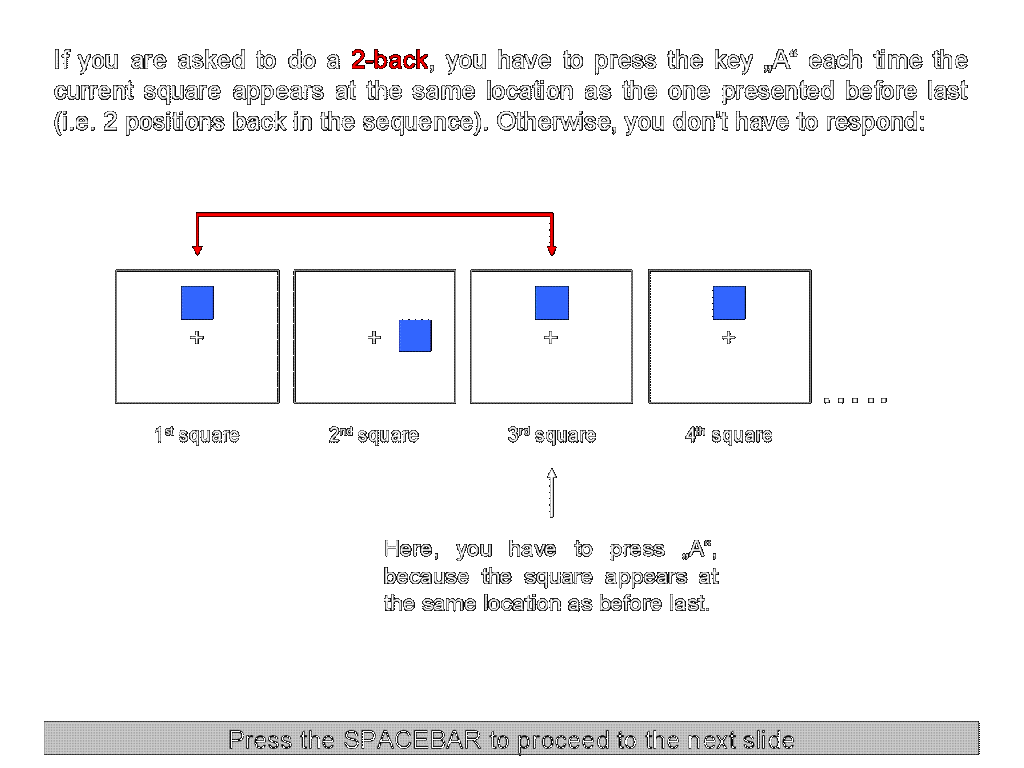 If you are asked to do a 2-back, you have to press the key „A“ each time the
current square appears at the same location as the one presented before last
(i.e. 2 positions back in the sequence). Otherwise, you don't have to respond:
.....
1st square 2nd square 3rd square 4th square
Here, you have to press „A“,
because the square appears at
the same location as before last.
Press the SPACEBAR to proceed to the next slide